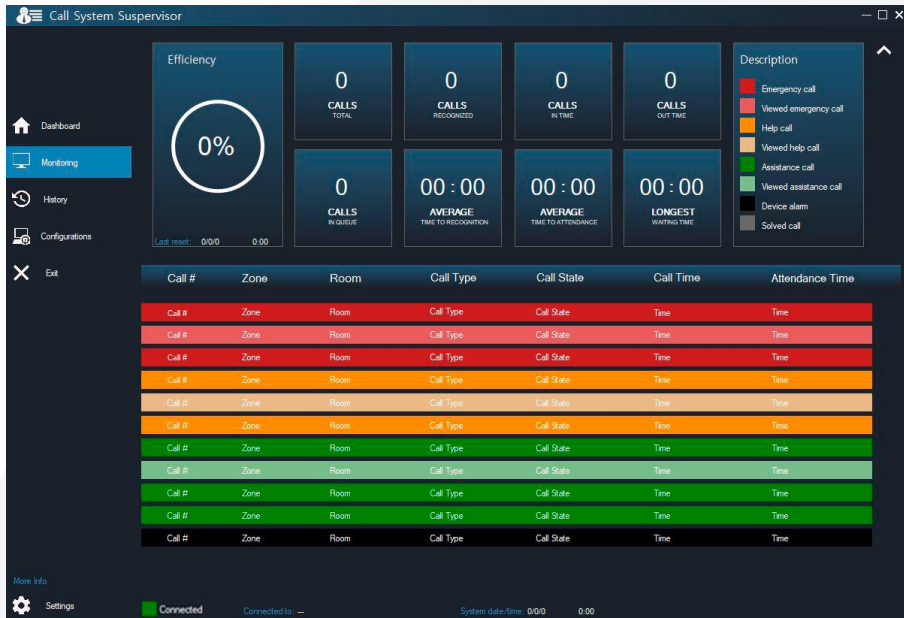 Call System Suspervisor
Dashboard
Monitoring
History
Configurations
Exit
More Info
Settings
Efficiency
0%
Last reset: 0/0/0 0:00
0
CALLS
TOTAL
0
CALLS
RECOGNIZED
0
CALLS
IN TIME
0
CALLS
OUT TIME
0
CALLS
IN QUEUE
00 : 00
AVERAGE
TIME TO RECOGNITION
00 : 00
AVERAGE
TIME TO ATTENDANCE
00 : 00
LONGEST
WAITING TIME
Description
Emergency call
Viewed emergency call
Help call
Viewed help call
Assistance call
Viewed assistance call
Device alarm
Solved call
Call # Zone Room Call Type Call State Call Time Attendance Time
Call # Zone Room Call Type Call State Time Time
Call # Zone Room Call Type Call State Time Time
Call # Zone Room Call Type Call State Time Time
Call # Zone Room Call Type Call State Time Time
Call # Zone Room Call Type Call State Time Time
Call # Zone Room Call Type Call State Time Time
Call # Zone Room Call Type Call State Time Time
Call # Zone Room Call Type Call State Time Time
Call # Zone Room Call Type Call State Time Time
Call # Zone Room Call Type Call State Time Time
Call # Zone Room Call Type Call State Time Time
Connected Connected to: --- System date/time: 0/0/0 0:00